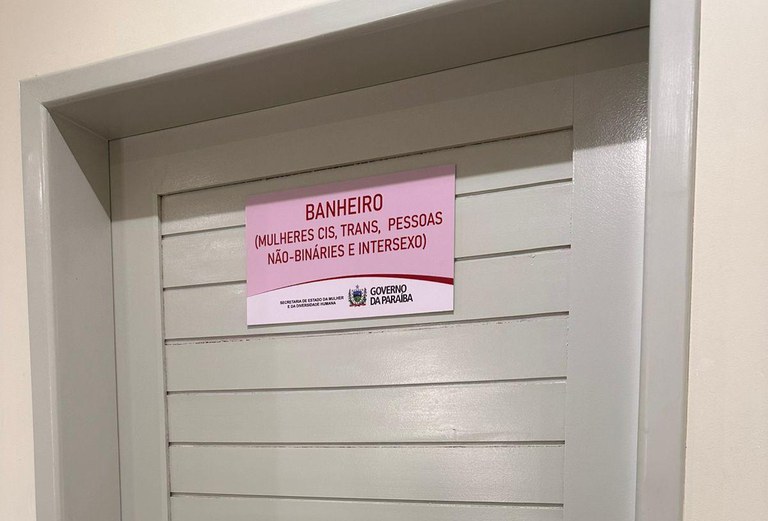 BANHEIRO
(MULHERES CIS, TRANS, PESSOAS
NÃO-BINÁRIES E INTERSEXO)
SECRETARIA DE ESTADO DA MULHER
E DA DIVERSIDADE HUMANA
GOVERNO
DA PARAÍBA